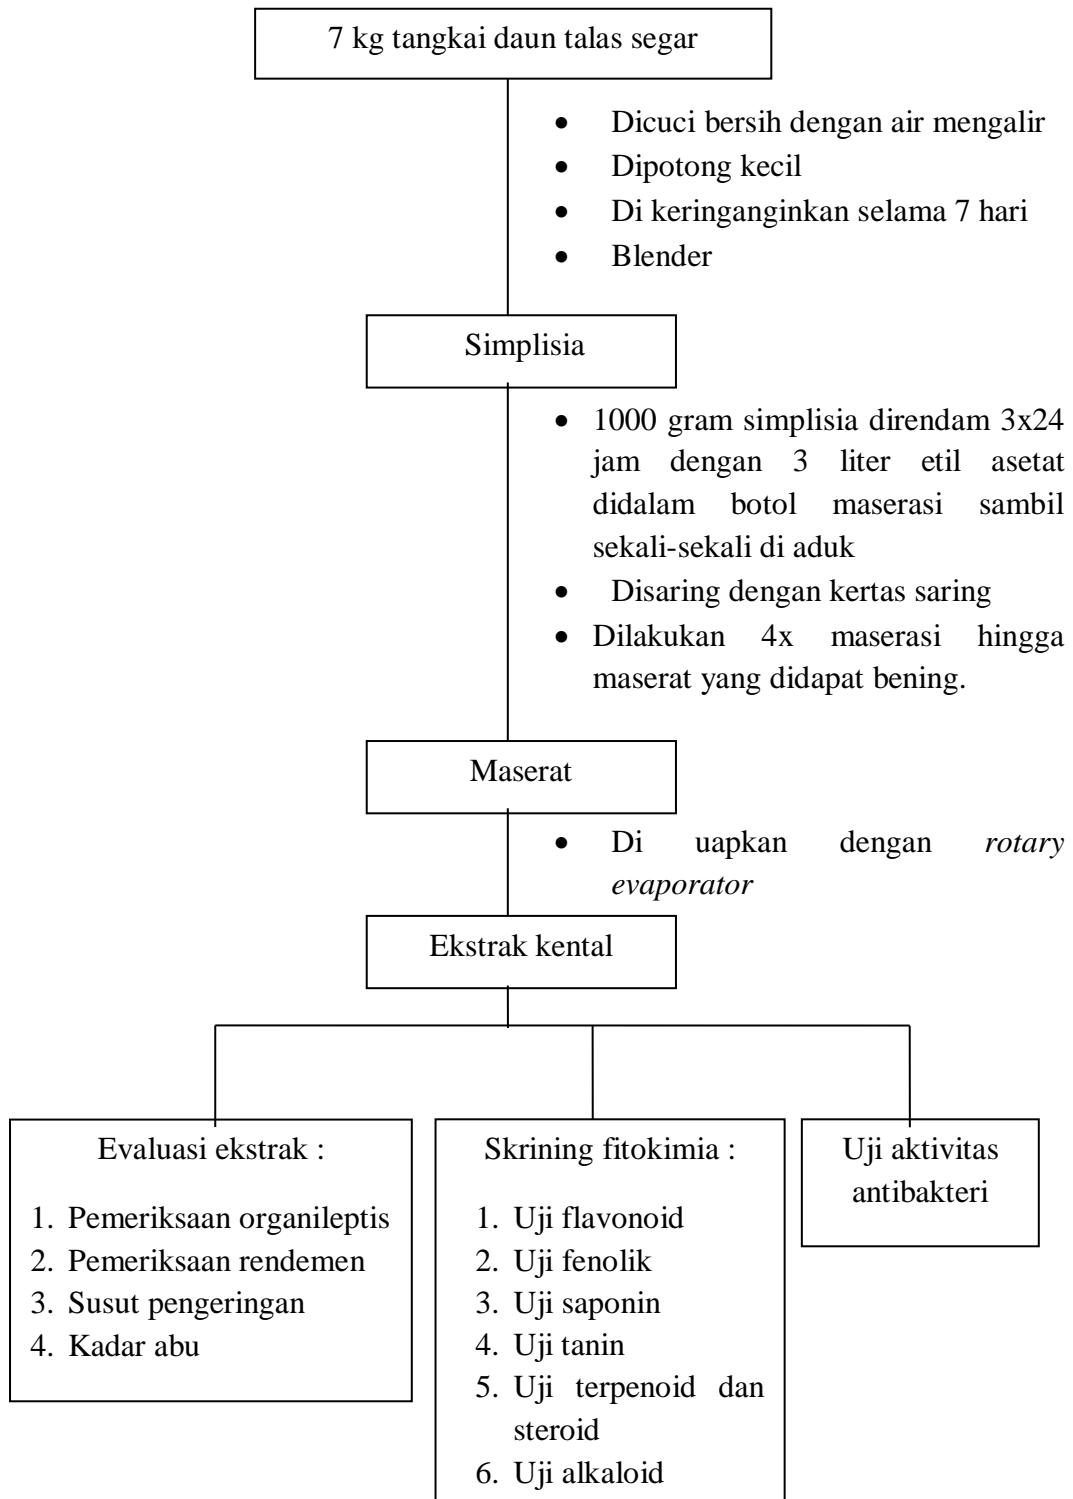 7 kg tangkai daun talas segar
• Dicuci bersih dengan air mengalir
• Dipotong kecil
• Di keringanginkan selama 7 hari
• Blender
Simplisia
• 1000 gram simplisia direndam 3x24
jam dengan 3 liter etil asetat
didalam botol maserasi sambil
sekali-sekali di aduk
• Disaring dengan kertas saring
• Dilakukan 4x maserasi hingga
maserat yang didapat bening.
Maserat
• Di uapkan dengan rotary
evaporator
Ekstrak kental
Evaluasi ekstrak :
1. Pemeriksaan organileptis
2. Pemeriksaan rendemen
3. Susut pengeringan
4. Kadar abu
Skrining fitokimia :
1. Uji flavonoid
2. Uji fenolik
3. Uji saponin
4. Uji tanin
5. Uji terpenoid dan
steroid
6. Uji alkaloid
Uji aktivitas
antibakteri